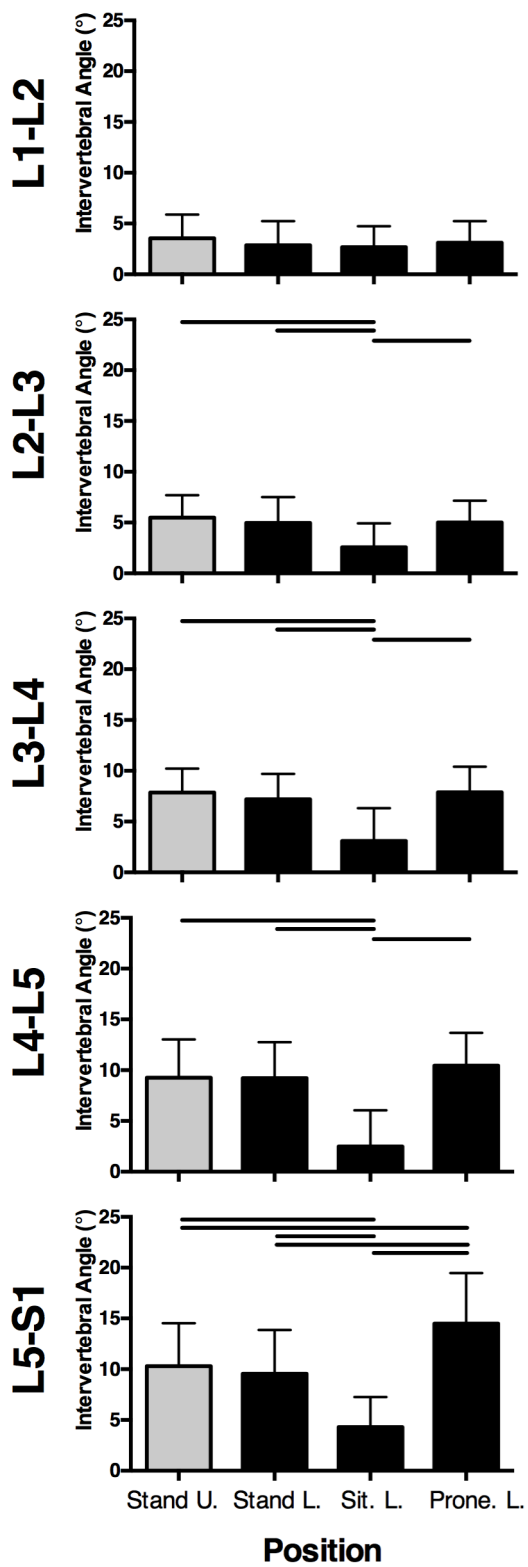 L1-L2
Intervertebral Angle (°)
25
20
15
10
5
0
L2-L3
Intervertebral Angle (°)
25
20
15
10
5
0
L3-L4
Intervertebral Angle (°)
25
20
15
10
5
0
L4-L5
Intervertebral Angle (°)
25
20
15
10
5
0
L5-S1
Intervertebral Angle (°)
25
20
15
10
5
0
Stand U. Stand L. Sit. L. Prone. L.
Position